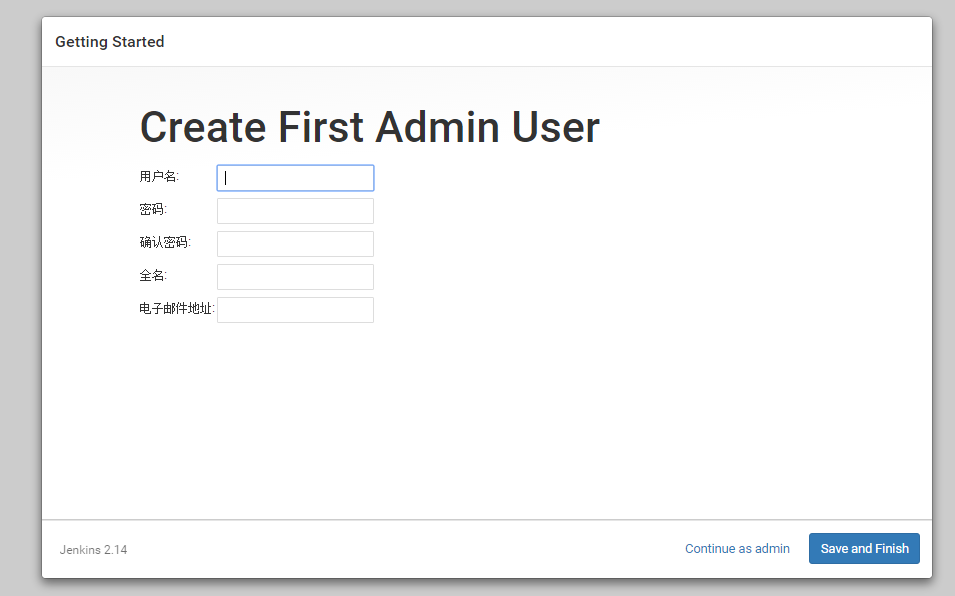 Getting Started
Create First Admin User
用户名:
密码:
确认密码:
全名:
电子邮件地址:
Jenkins 2.14
Continue as admin
Save and Finish